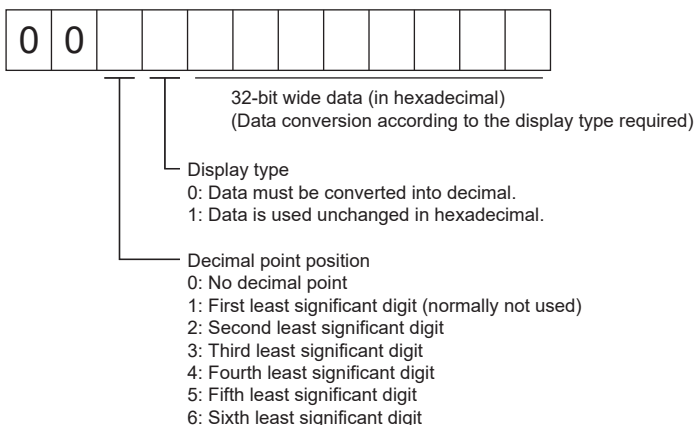 0 0
32-bit wide data (in hexadecimal)
(Data conversion according to the display type required)
Display type
0: Data must be converted into decimal.
1: Data is used unchanged in hexadecimal.
Decimal point position
0: No decimal point
1: First least significant digit (normally not used)
2: Second least significant digit
3: Third least significant digit
4: Fourth least significant digit
5: Fifth least significant digit
6: Sixth least significant digit